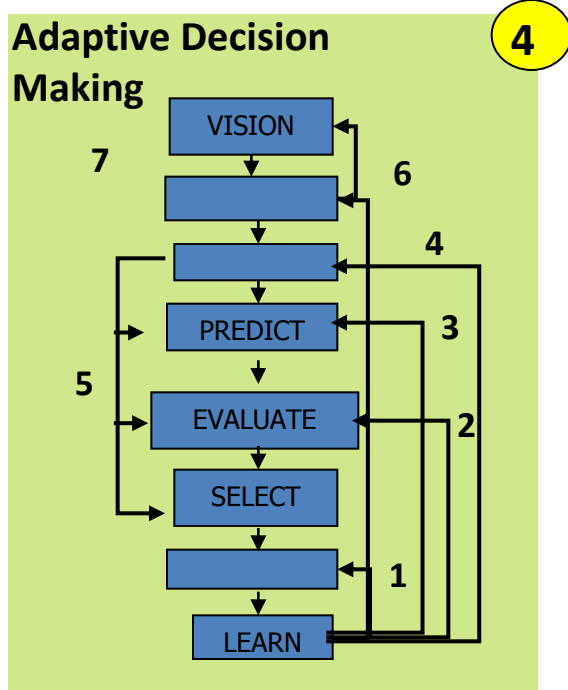 Adaptive Decision
Making
4
VISION
7
6
4
PREDICT
3
5
EVALUATE
2
SELECT
1
LEARN